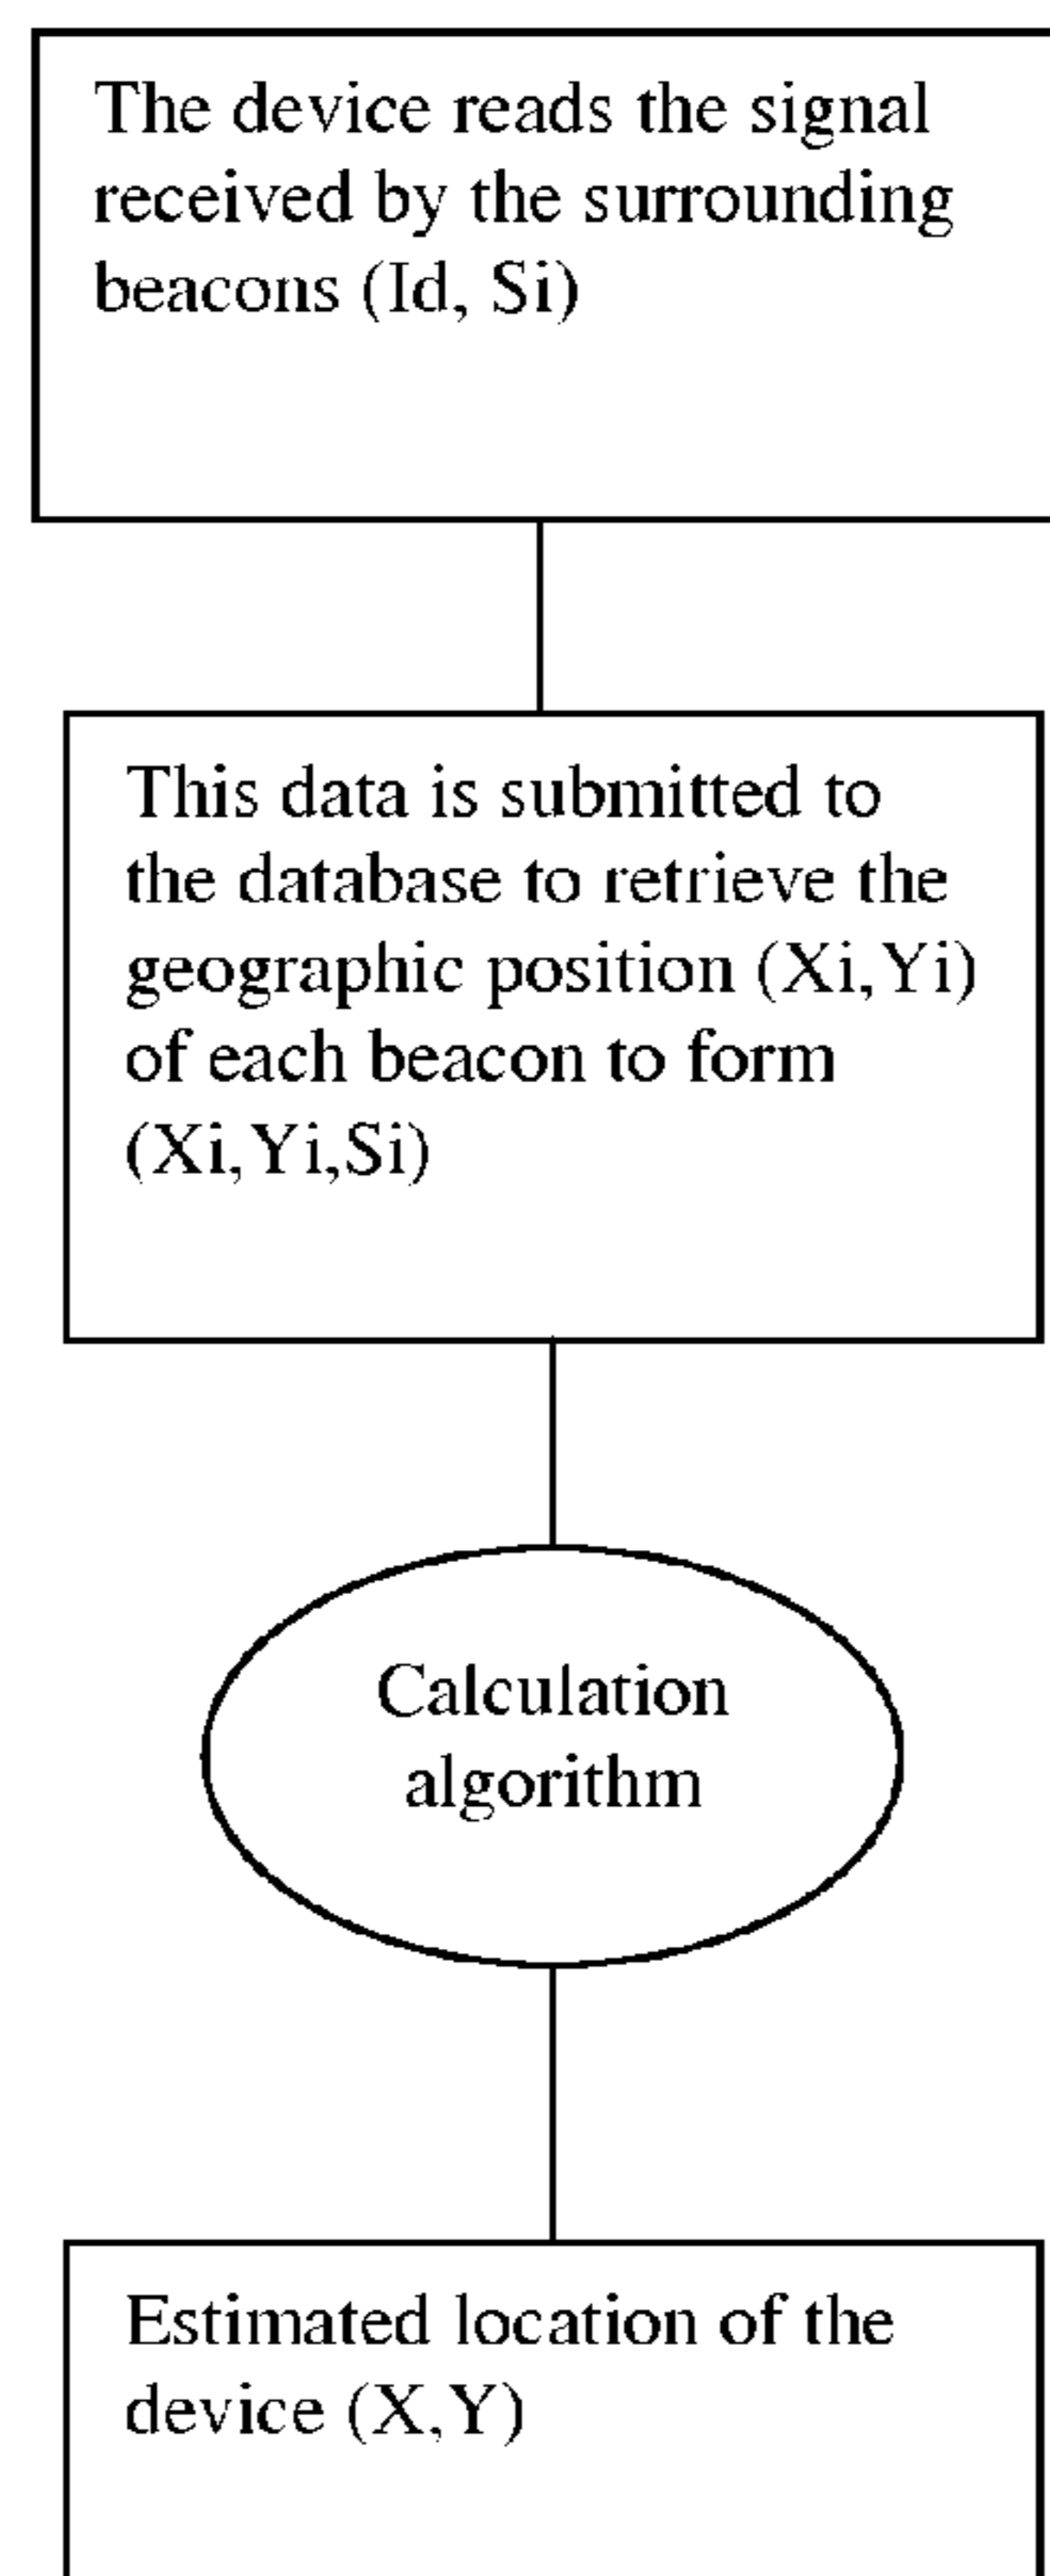 The device reads the signal
received by the surrounding
beacons (Id, Si)
This data is submitted to
the database to retrieve the
geographic position (Xi,Yi)
of each beacon to form
(Xi,Yi,Si)
Calculation
algorithm
Estimated location of the
device (X,Y)